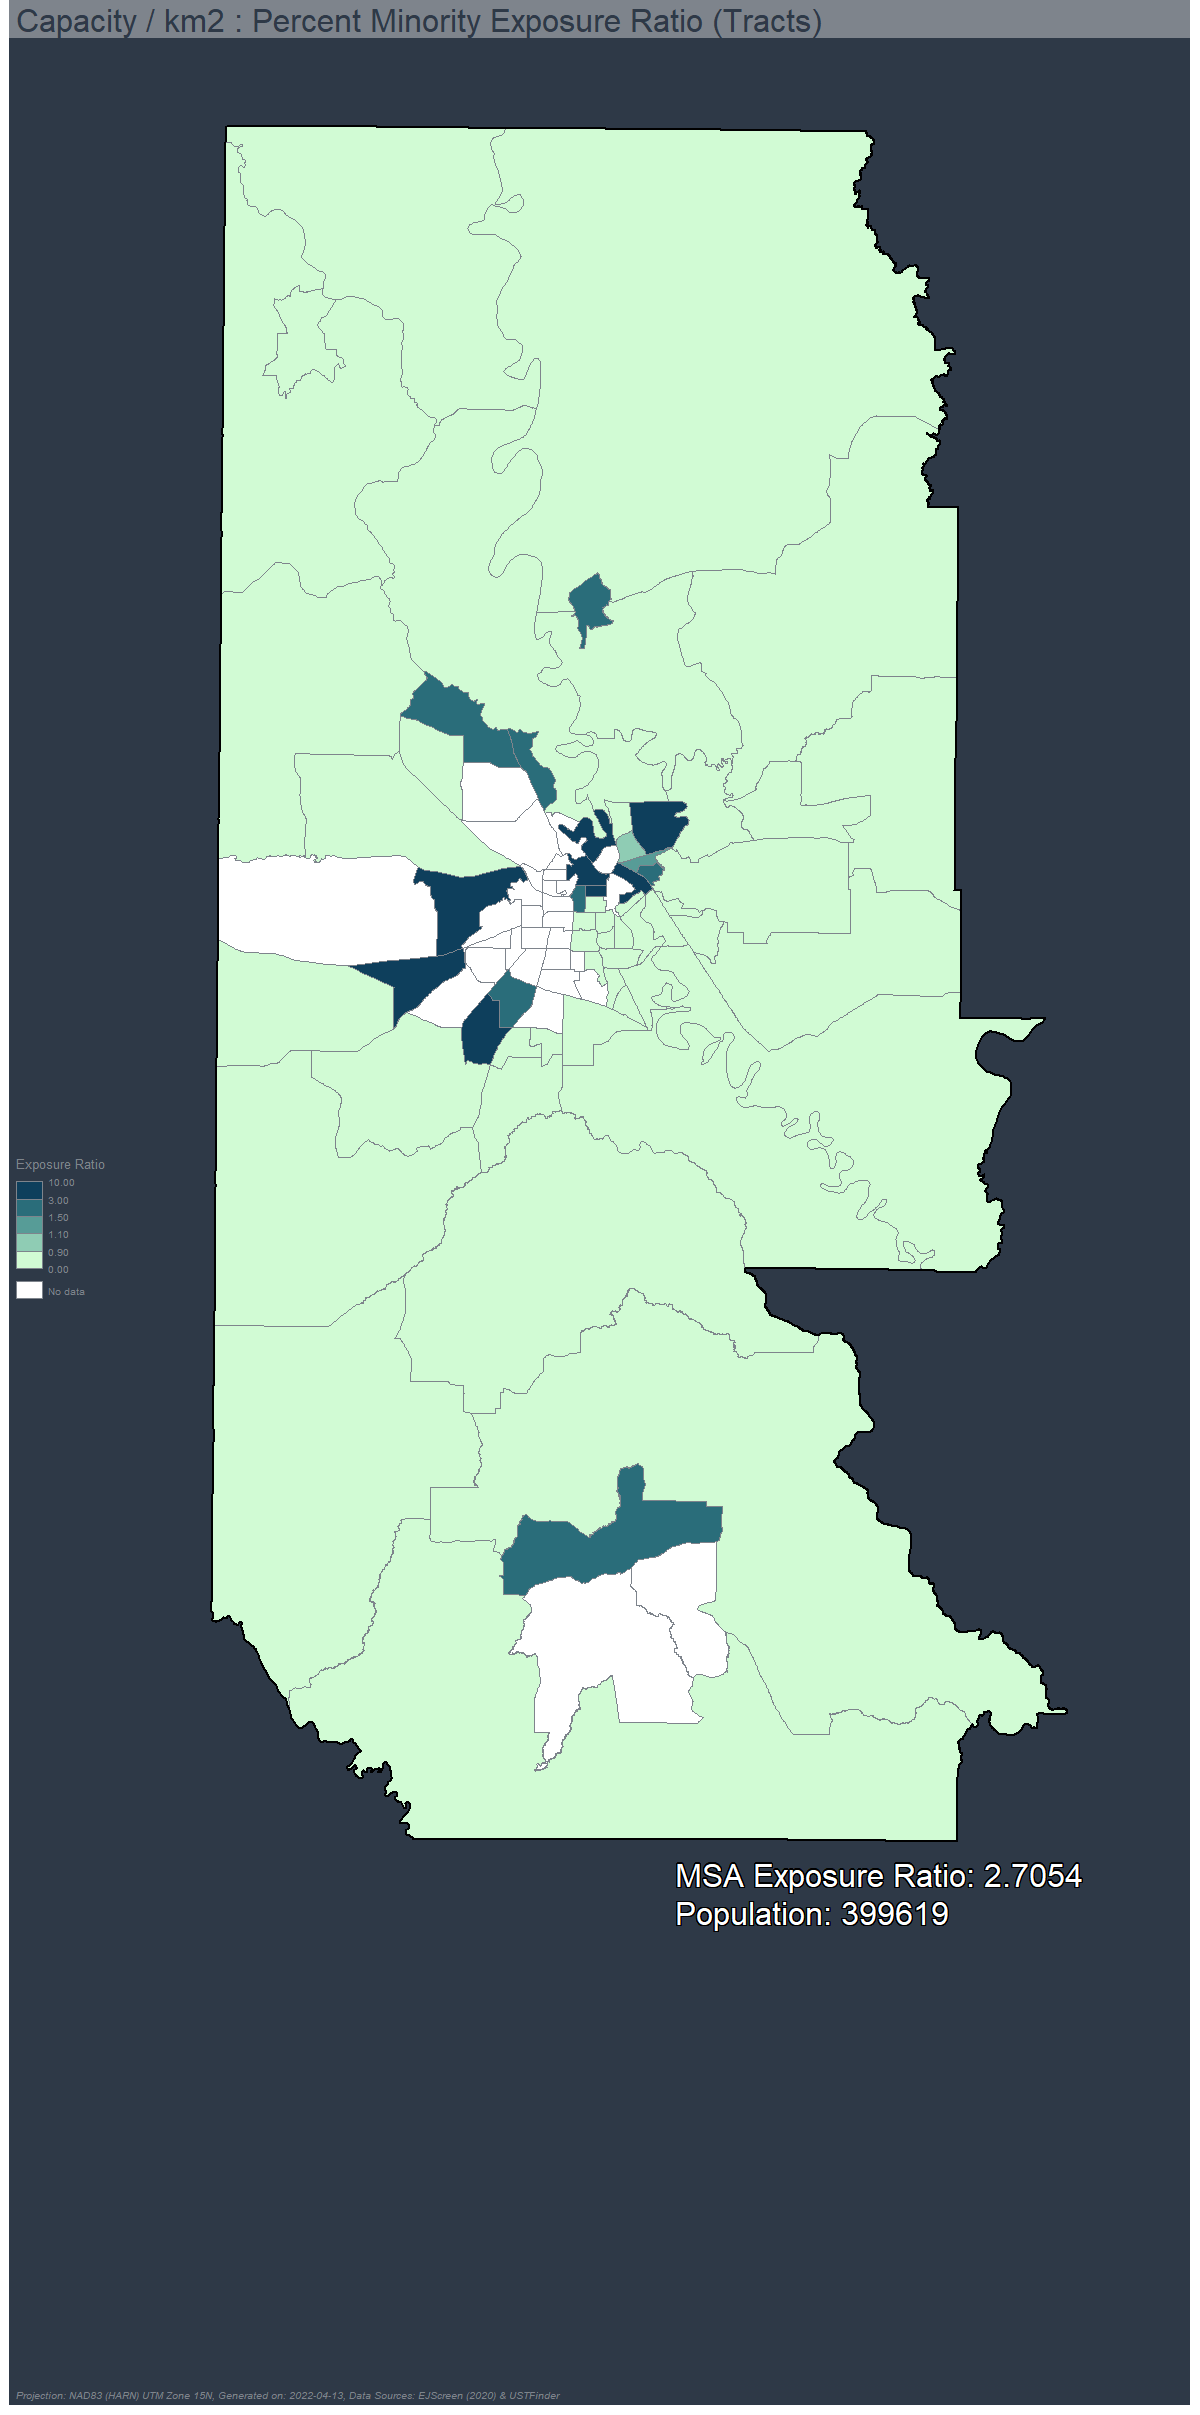 Capacity / km2 : Percent Minority Exposure Ratio (Tracts)
Exposure Ratio
10.00
3.00
1.50
1.10
0.90
0.00
No data
MSA Exposure Ratio: 2.7054
Population: 399619
Projection: NAD83 (HARN) UTM Zone 15N, Generated on: 2022-04-13, Data Sources: EJScreen (2020) & USTFinder